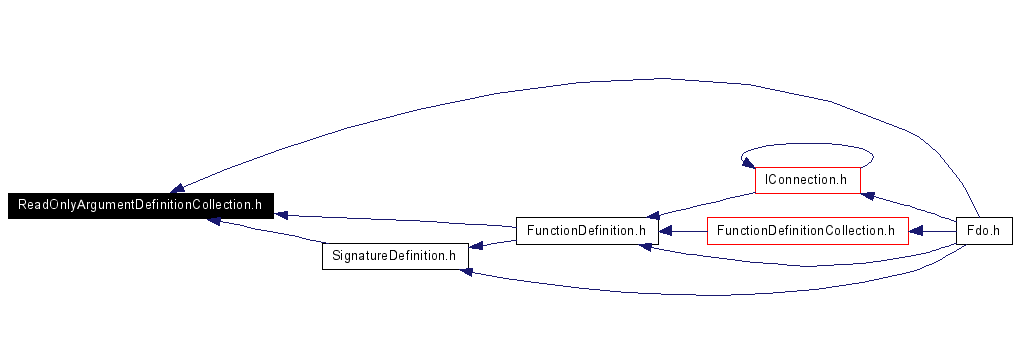 IConnection.h
ReadOnlyArgumentDefinitionCollection.h
FunctionDefinition.h
FunctionDefinitionCollection.h
Fdo.h
SignatureDefinition.h